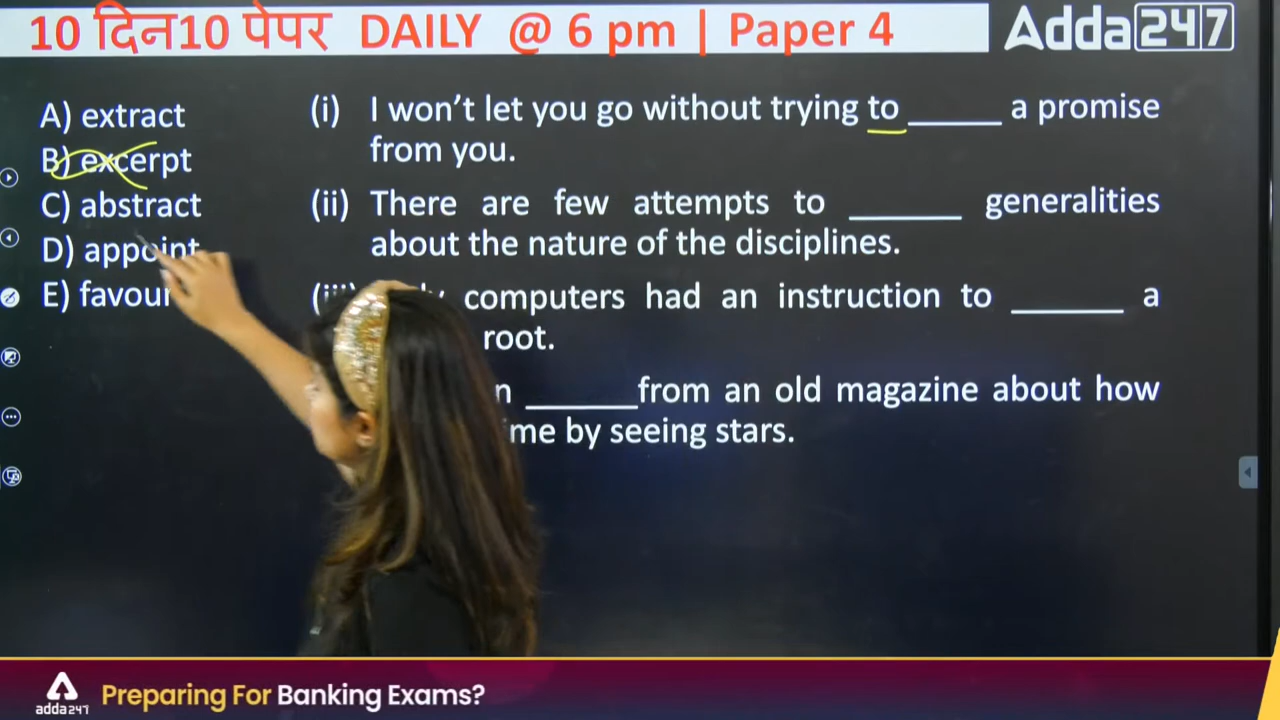 10 दिन10 पेपर DAILY @ 6 pm | Paper 4
Adda247
A) extract
B) excerpt
C) abstract
D) appoint
E) favour
(i) I won't let you go without trying to ______ a promise
from you.
(ii) There are few attempts to _______ generalities
about the nature of the disciplines.
computers had an instruction to _______ a
root.
_______from an old magazine about how
by seeing stars.
adda247
Preparing For Banking Exams?